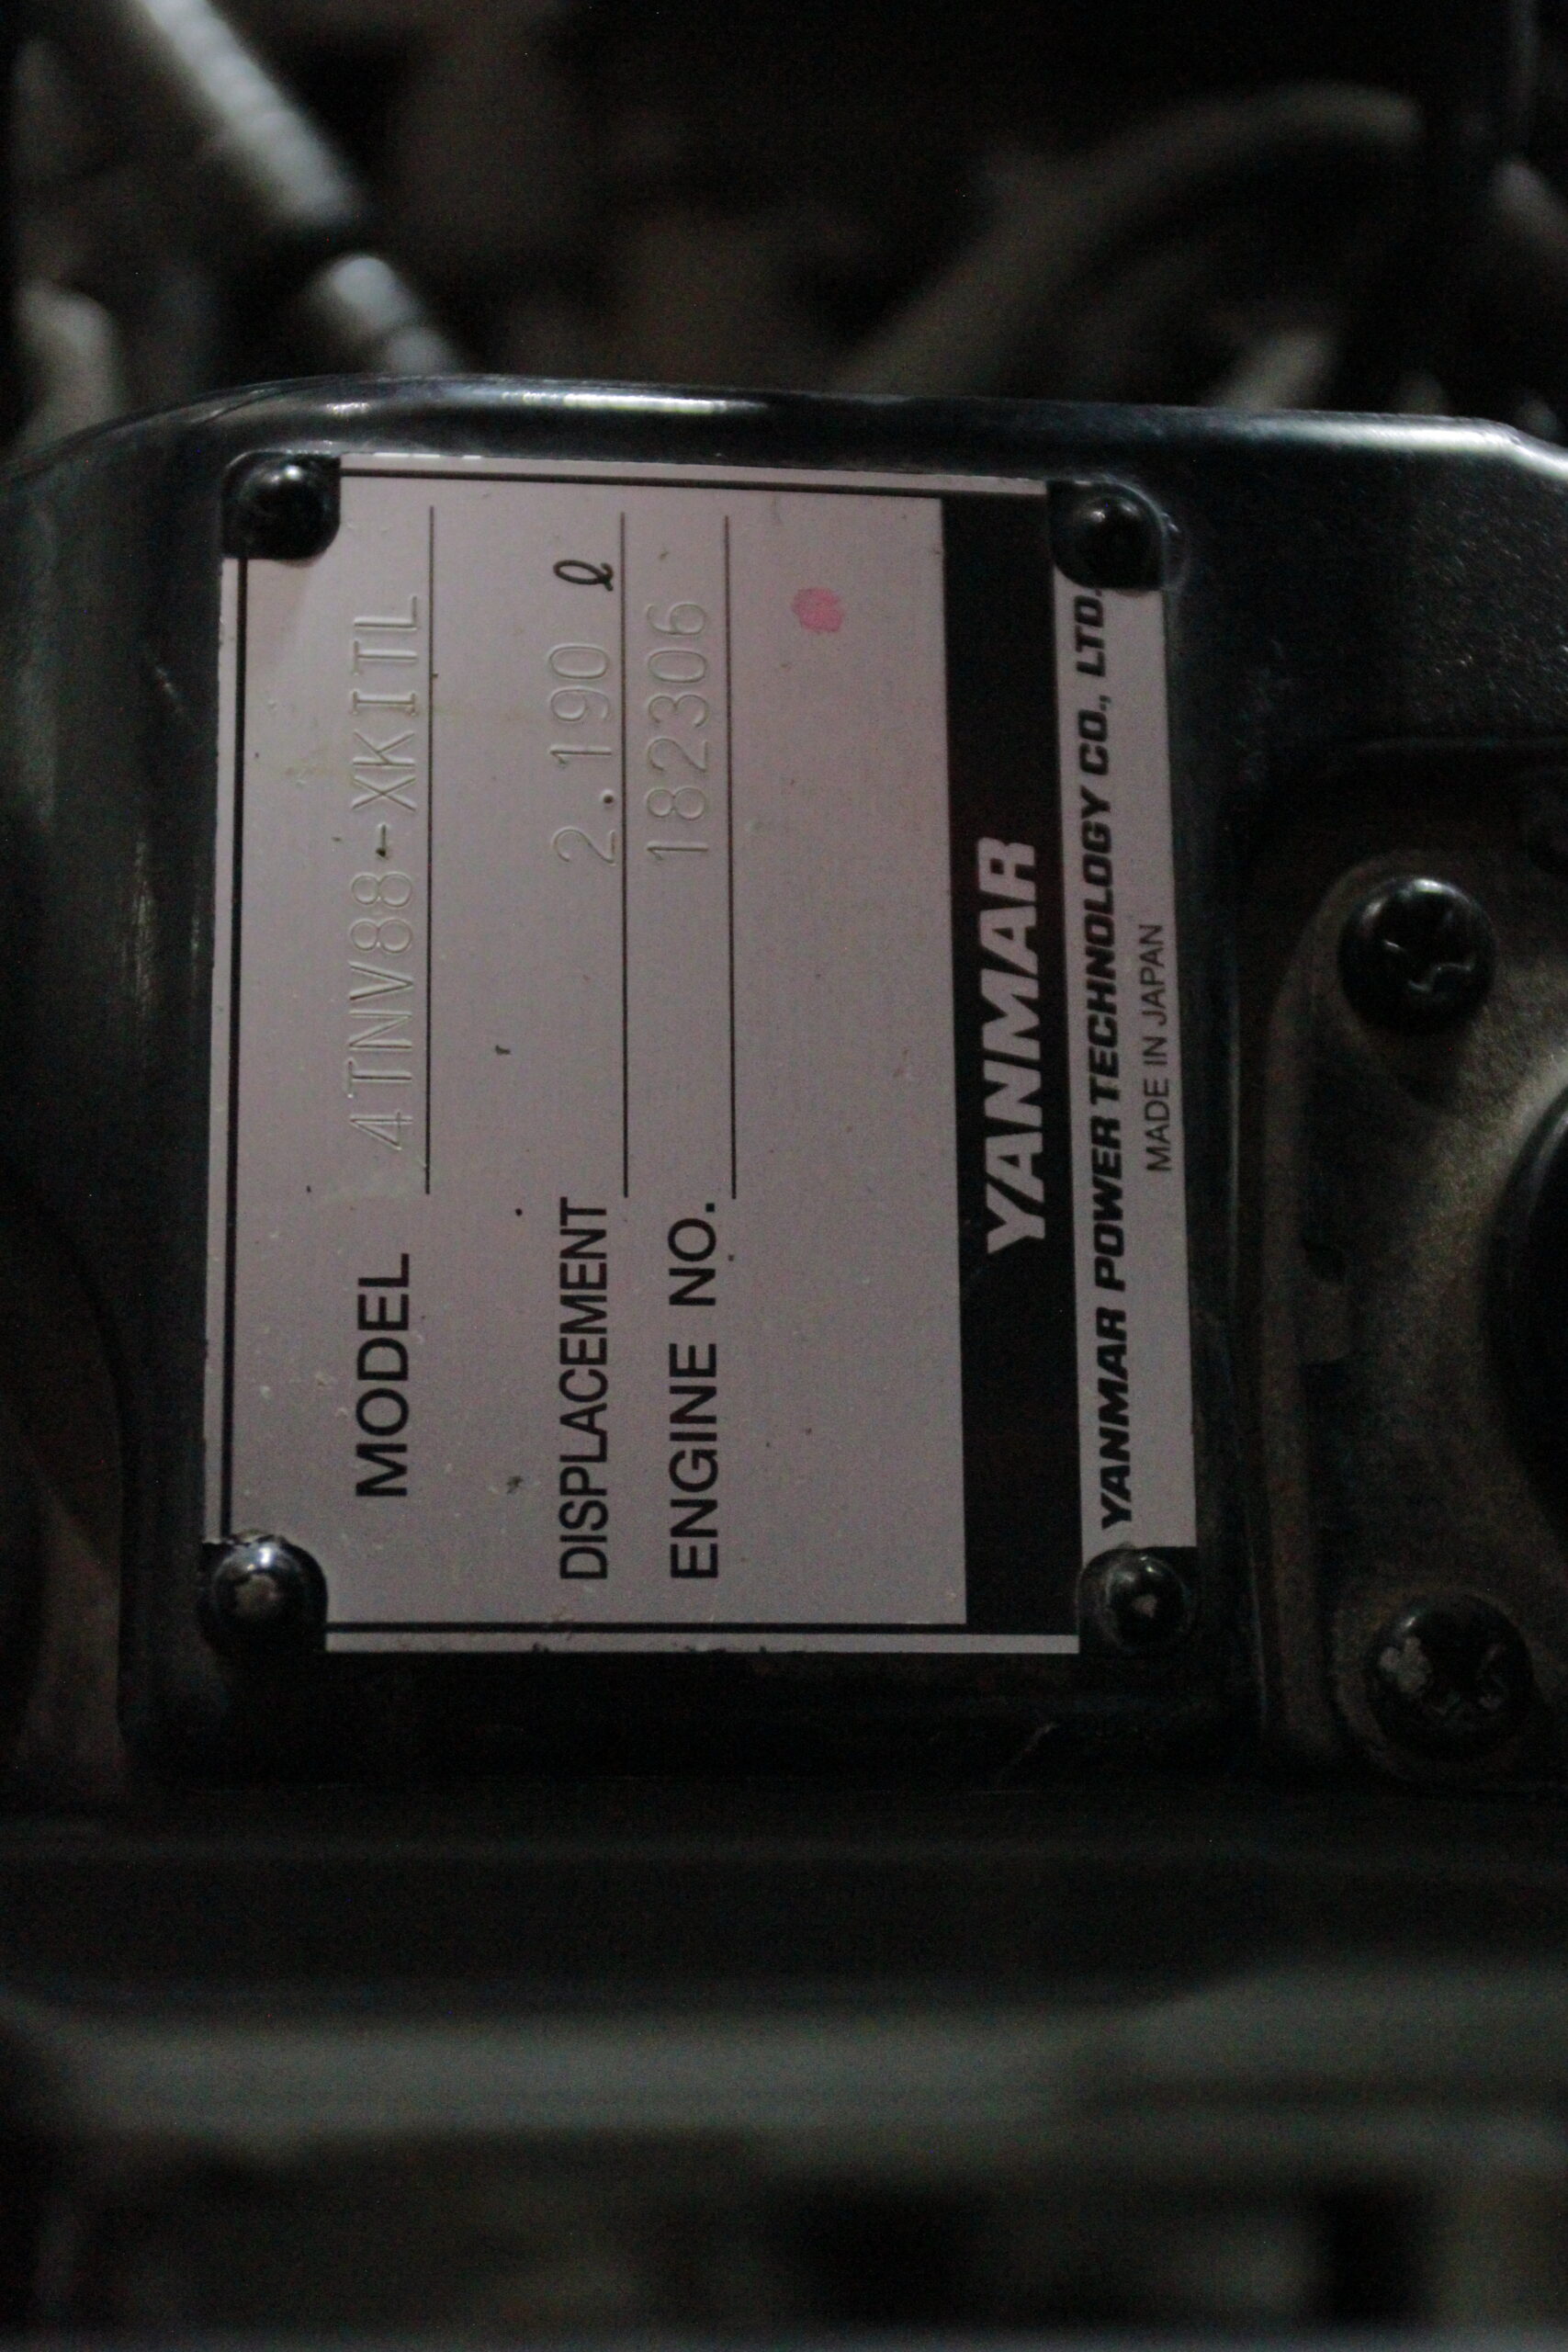 MODEL 4TNV88-XKITL
DISPLACEMENT 2.190 ℓ
ENGINE NO. 182306
YANMAR
YANMAR POWER TECHNOLOGY CO., LTD.
MADE IN JAPAN